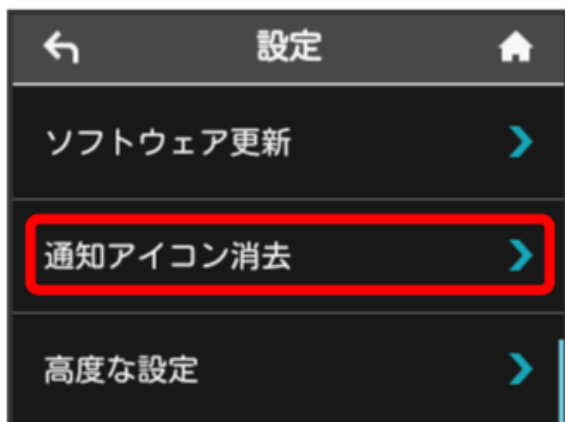 設定
ソフトウェア更新
通知アイコン消去
高度な設定